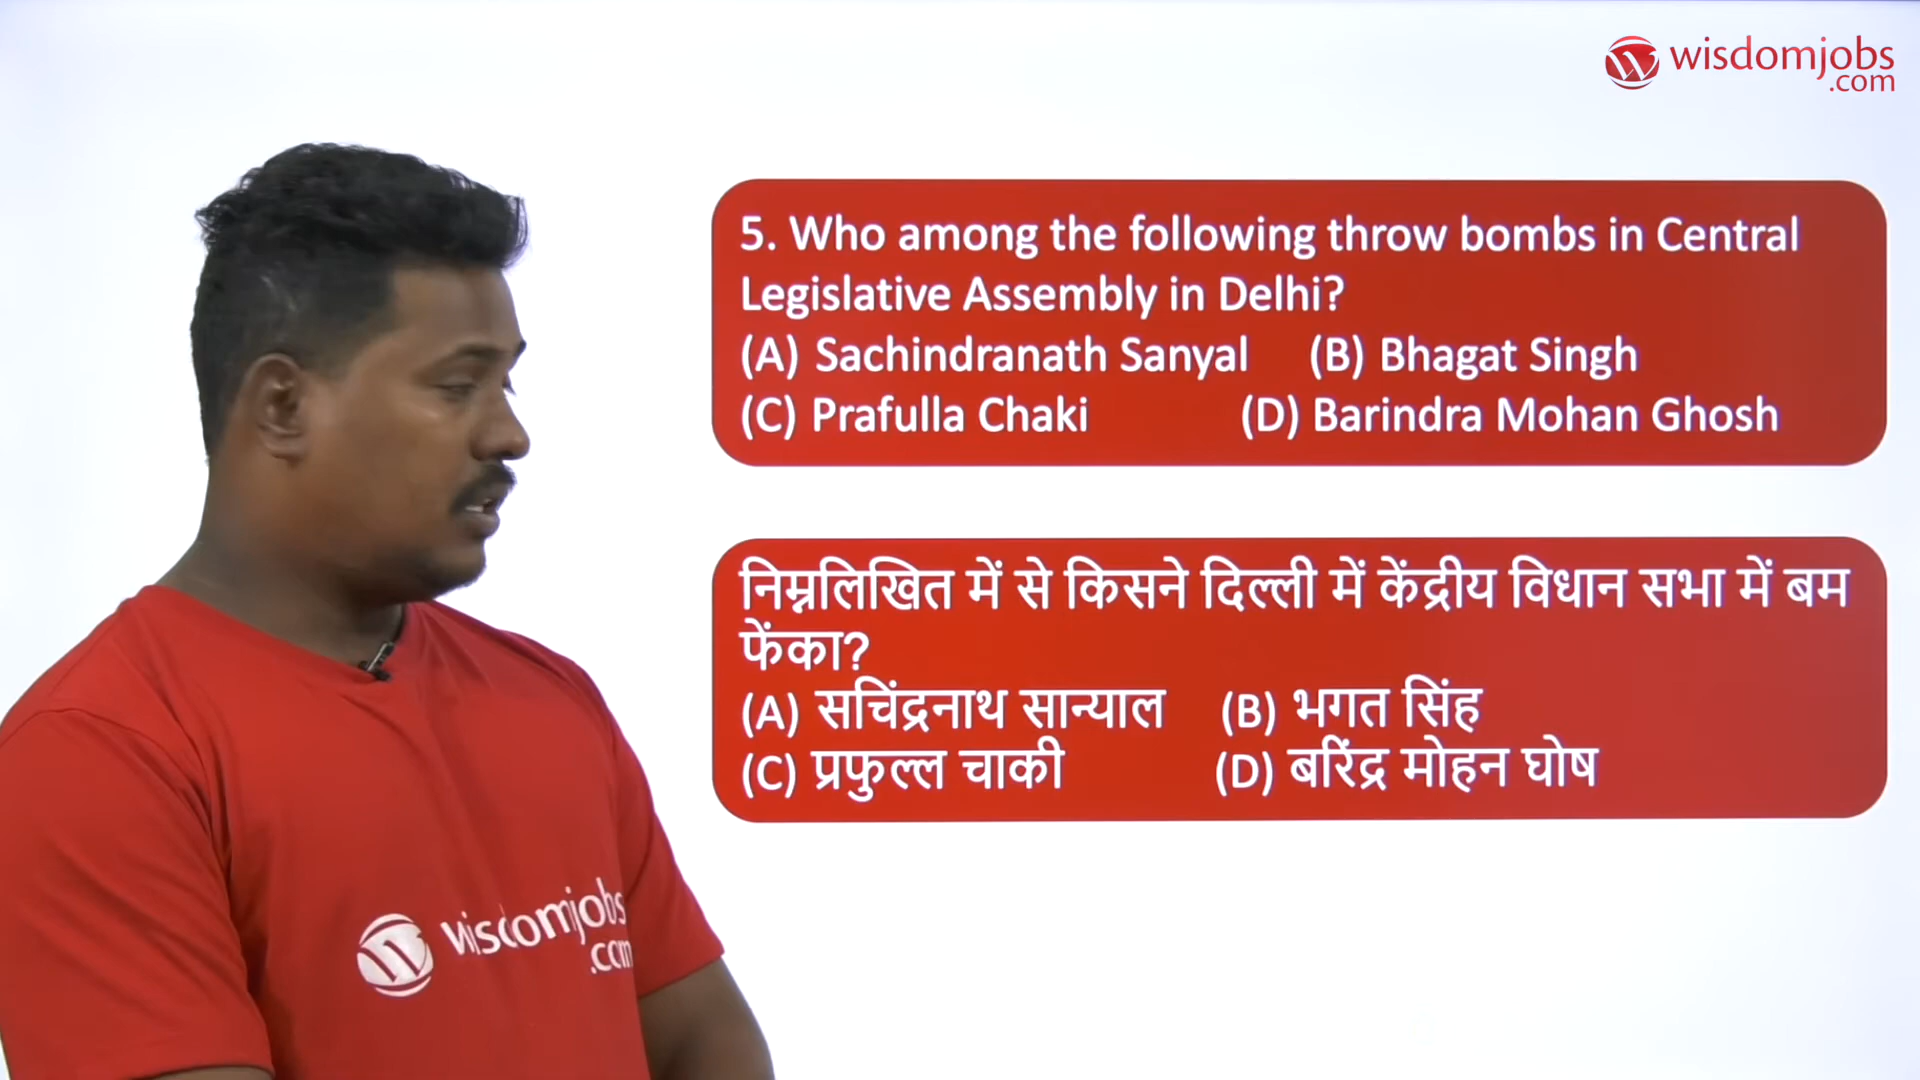 wisdomjobs
.com
5. Who among the following throw bombs in Central
Legislative Assembly in Delhi?
(A) Sachindranath Sanyal (B) Bhagat Singh
(C) Prafulla Chaki (D) Barindra Mohan Ghosh
निम्नलिखित में से किसने दिल्ली में केंद्रीय विधान सभा में बम
फेंका?
(A) सचिंद्रनाथ सान्याल (B) भगत सिंह
(C) प्रफुल्ल चाकी (D) बरिंद्र मोहन घोष
wisdomjobs
.com